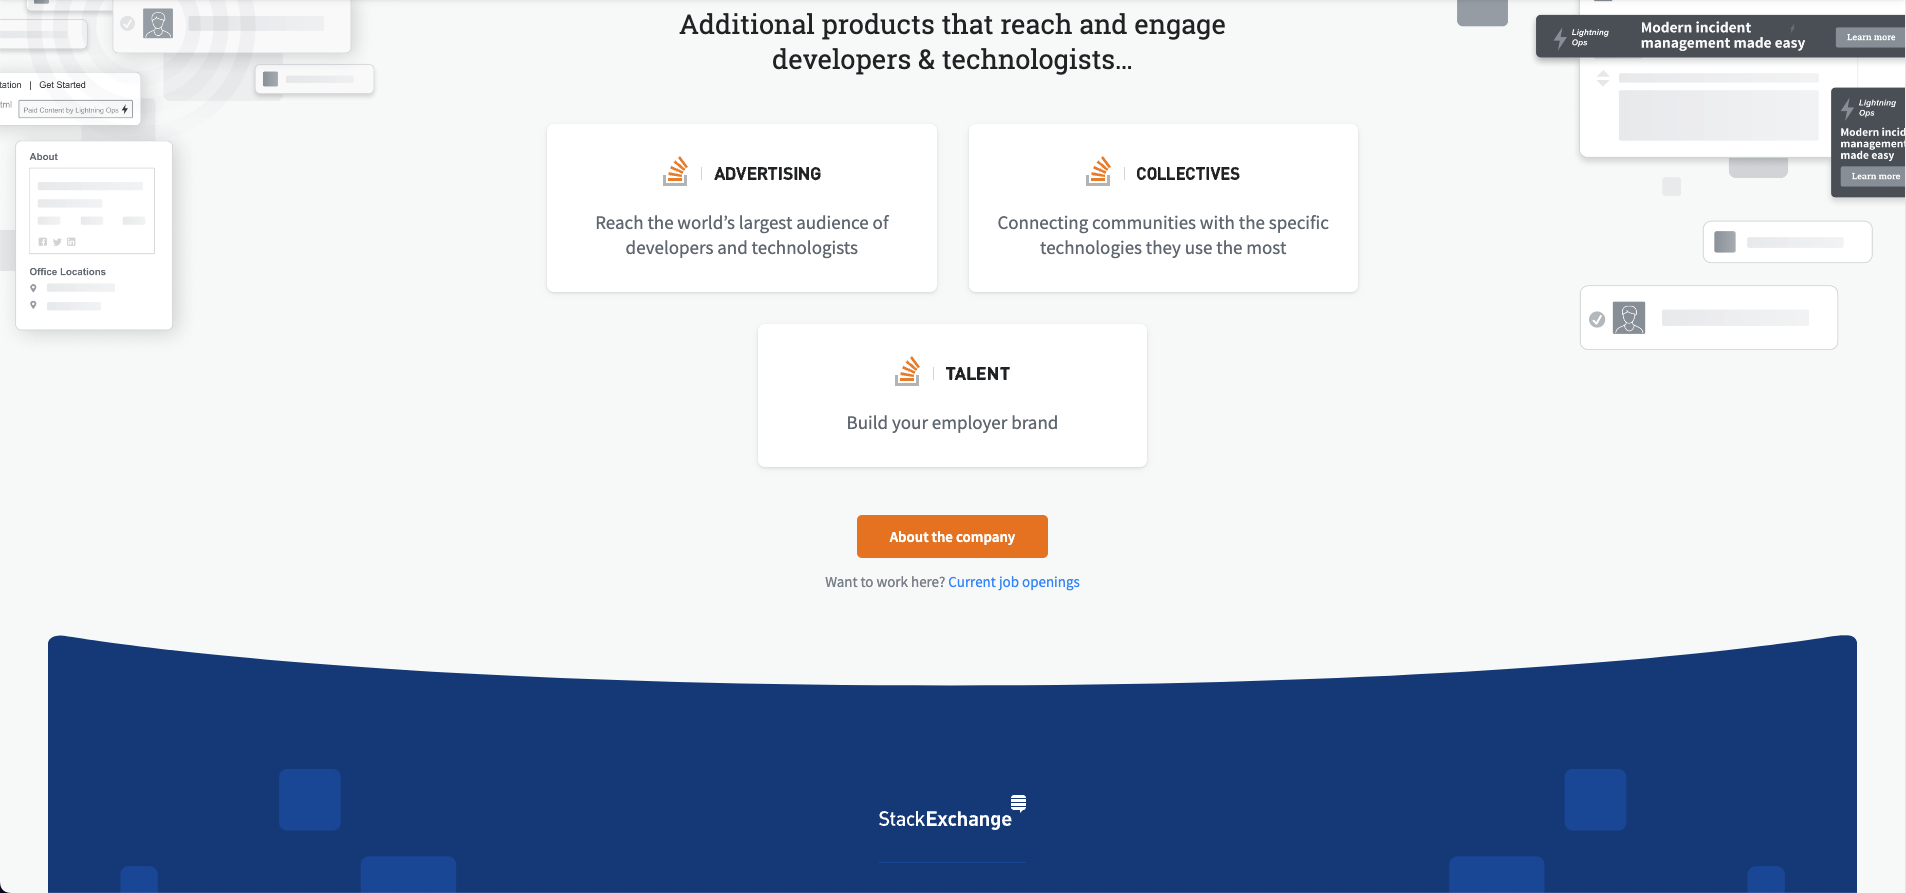 Additional products that reach and engage
developers & technologists...
tation | Get Started
tml Paid Content by Lightning Ops
About
Office Locations
Lightning
Ops
Modern incident
management made easy
Learn more
Lightning
Ops
Modern incid
management
made easy
Learn more
ADVERTISING
Reach the world’s largest audience of
developers and technologists
COLLECTIVES
Connecting communities with the specific
technologies they use the most
TALENT
Build your employer brand
About the company
Want to work here? Current job openings
StackExchange